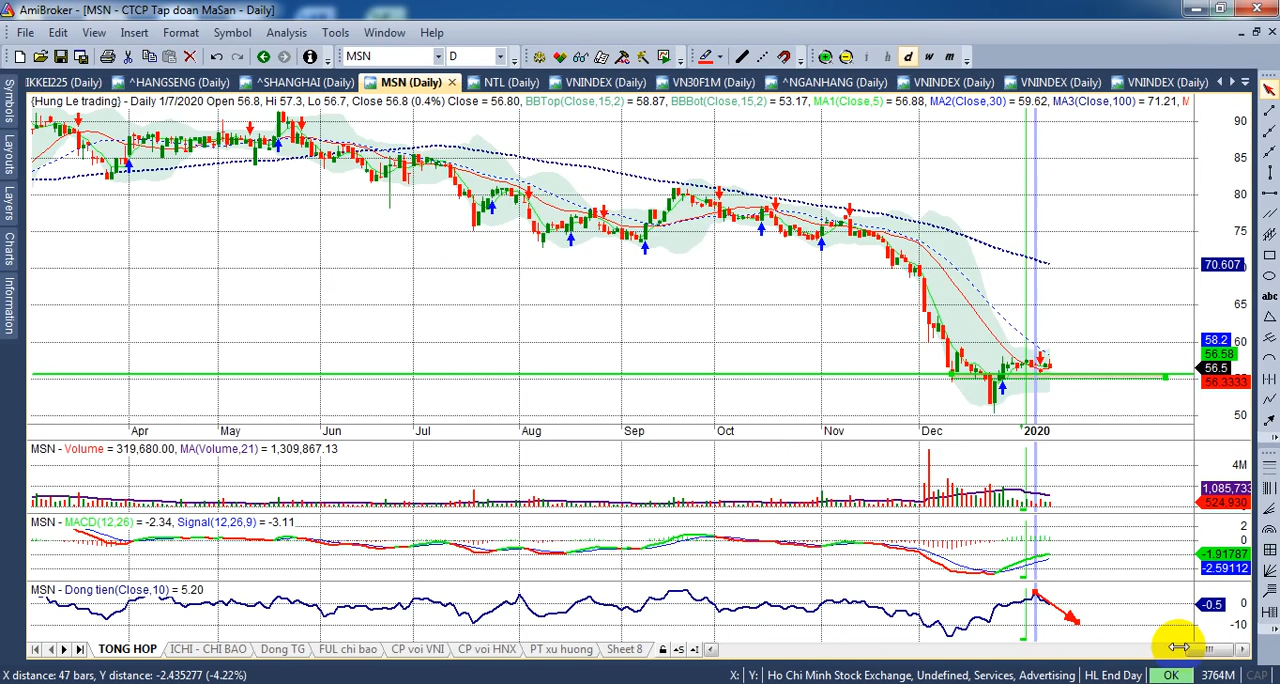 AmiBroker - [MSN - CTCP Tap doan MaSan - Daily]
File Edit View Insert Format Symbol Analysis Tools Window Help
MSN D i h d w m
IKKEI225 (Daily) ^HANGSENG (Daily) ^SHANGHAI (Daily) MSN (Daily) NTL (Daily) VNINDEX (Daily) VN30F1M (Daily) ^NGANHANG (Daily) VNINDEX (Daily) VNINDEX (Daily) VNINDEX (Daily)
Symbols
Layouts
Layers
Charts
Information
{Hung Le trading} - Daily 1/7/2020 Open 56.8, Hi 57.3, Lo 56.7, Close 56.8 (0.4%) Close = 56.80, BBTop(Close,15,2) = 58.87, BBBot(Close,15,2) = 53.17, MA1(Close,5) = 56.88, MA2(Close,30) = 59.62, MA3(Close,100) = 71.21, M
90
85
80
75
70.607
65
60
58.2
56.58
56.5
56.3333
50
Apr May Jun Jul Aug Sep Oct Nov Dec 2020
MSN - Volume = 319,680.00, MA(Volume,21) = 1,309,867.13
4M
1,085,733
524,930
MSN - MACD(12,26) = -2.34, Signal(12,26,9) = -3.11
2
0
-1.91787
-2.59112
MSN - Dong tien(Close,10) = 5.20
0
-0.5
-10
abc
TONG HOP ICHI - CHI BAO Dong TG FUL chi bao CP voi VNI CP voi HNX PT xu huong Sheet 8
X distance: 47 bars, Y distance: -2.435277 (-4.22%) X: Y: Ho Chi Minh Stock Exchange, Undefined, Services, Advertising HL End Day OK 3764M CAP